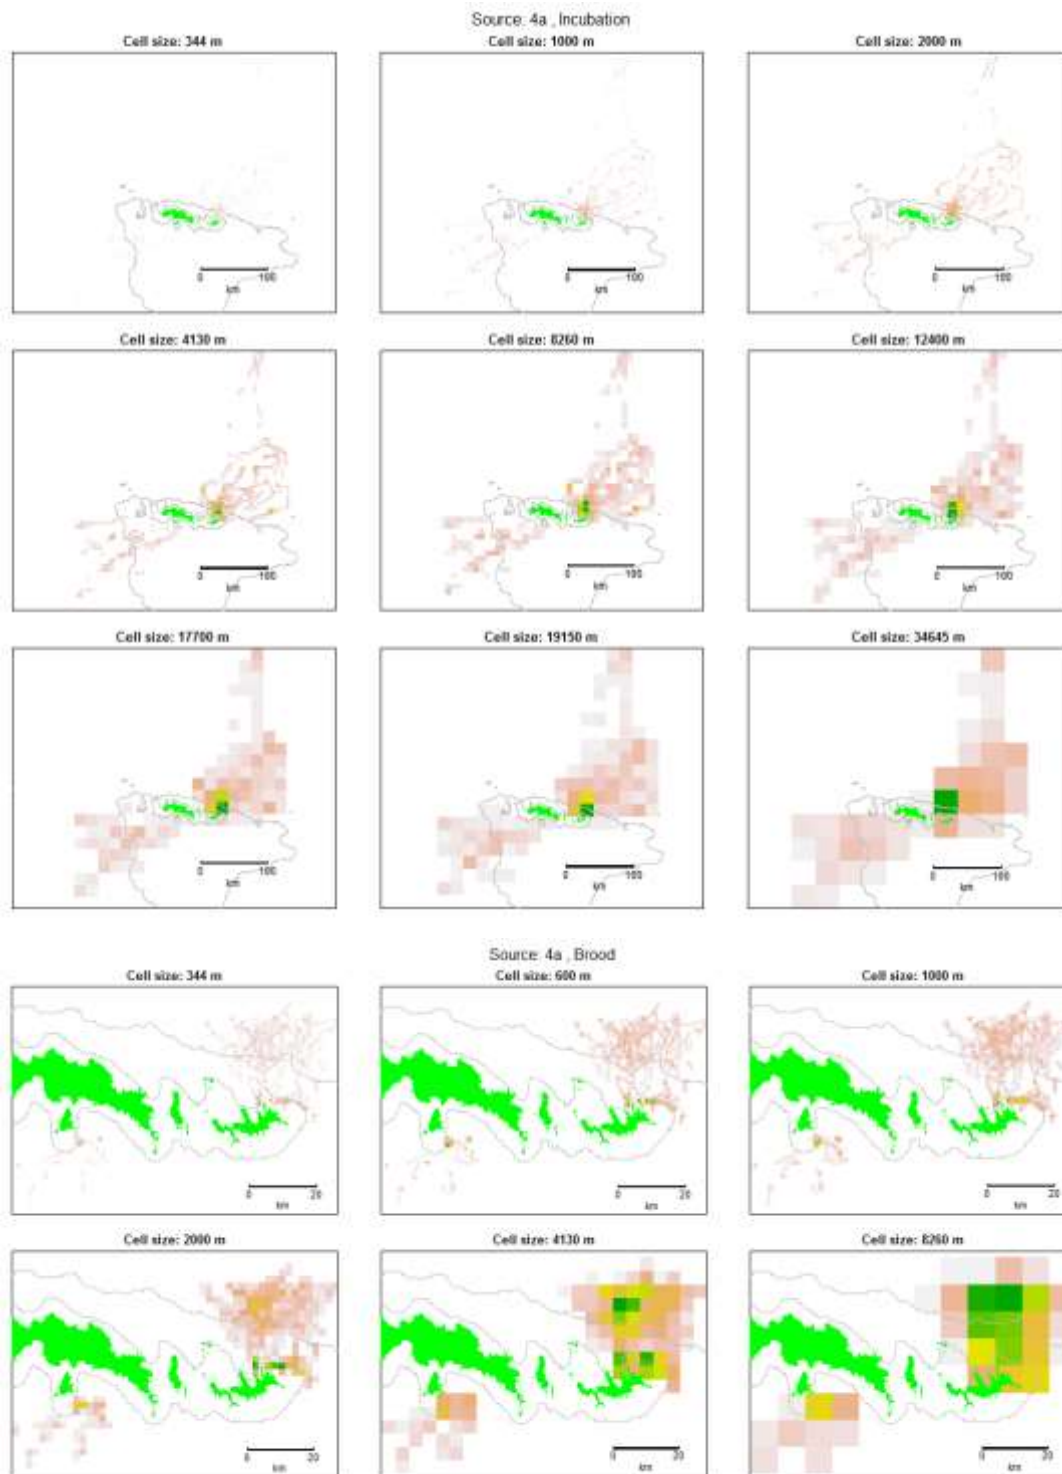 Source: 4a , Incubation
Cell size: 344 m
Cell size: 1000 m
Cell size: 2000 m
0 100
km
0 100
km
0 100
km
Cell size: 4130 m
Cell size: 8260 m
Cell size: 12400 m
0 100
km
0 100
km
0 100
km
Cell size: 17700 m
Cell size: 19150 m
Cell size: 34645 m
0 100
km
0 100
km
0 100
km
Source: 4a , Brood
Cell size: 344 m
Cell size: 600 m
Cell size: 1000 m
0 20
km
0 20
km
0 20
km
Cell size: 2000 m
Cell size: 4130 m
Cell size: 8260 m
0 20
km
0 20
km
0 20
km